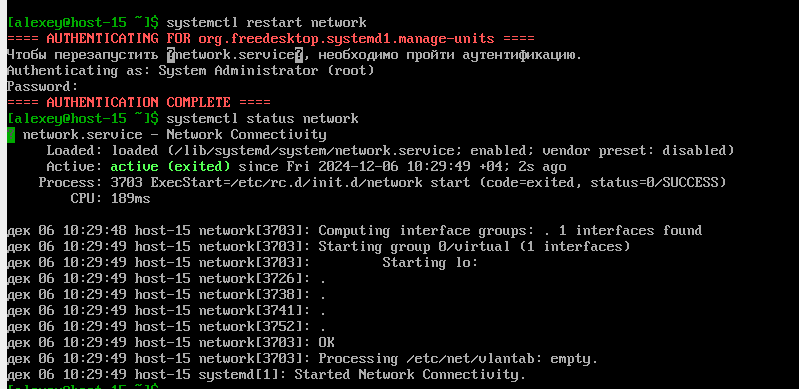 [alexey@host-15 ~]$ systemctl restart network
==== AUTHENTICATING FOR org.freedesktop.systemd1.manage-units ====
Чтобы перезапустить ?network.service?, необходимо пройти аутентификацию.
Authenticating as: System Administrator (root)
Password:
==== AUTHENTICATION COMPLETE ====
[alexey@host-15 ~]$ systemctl status network
network.service - Network Connectivity
Loaded: loaded (/lib/systemd/system/network.service; enabled; vendor preset: disabled)
Active: active (exited) since Fri 2024-12-06 10:29:49 +04; 2s ago
Process: 3703 ExecStart=/etc/rc.d/init.d/network start (code=exited, status=0/SUCCESS)
CPU: 189ms
дек 06 10:29:48 host-15 network[3703]: Computing interface groups: . 1 interfaces found
дек 06 10:29:49 host-15 network[3703]: Starting group 0/virtual (1 interfaces)
дек 06 10:29:49 host-15 network[3703]: Starting lo:
дек 06 10:29:49 host-15 network[3726]: .
дек 06 10:29:49 host-15 network[3738]: .
дек 06 10:29:49 host-15 network[3741]: .
дек 06 10:29:49 host-15 network[3752]: .
дек 06 10:29:49 host-15 network[3703]: OK
дек 06 10:29:49 host-15 network[3703]: Processing /etc/net/vlantab: empty.
дек 06 10:29:49 host-15 systemd[1]: Started Network Connectivity.
[alexey@host-15 ~]$